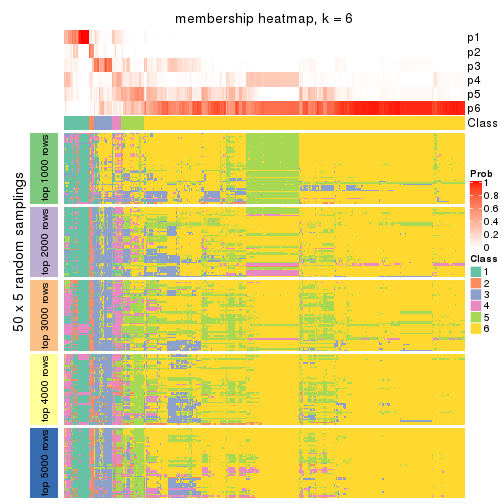 membership heatmap, k = 6
p1
p2
p3
p4
p5
p6
Class
50 x 5 random samplings
top 1000 rows
top 2000 rows
top 3000 rows
top 4000 rows
top 5000 rows
Prob
1
0.8
0.6
0.4
0.2
0
Class
1
2
3
4
5
6